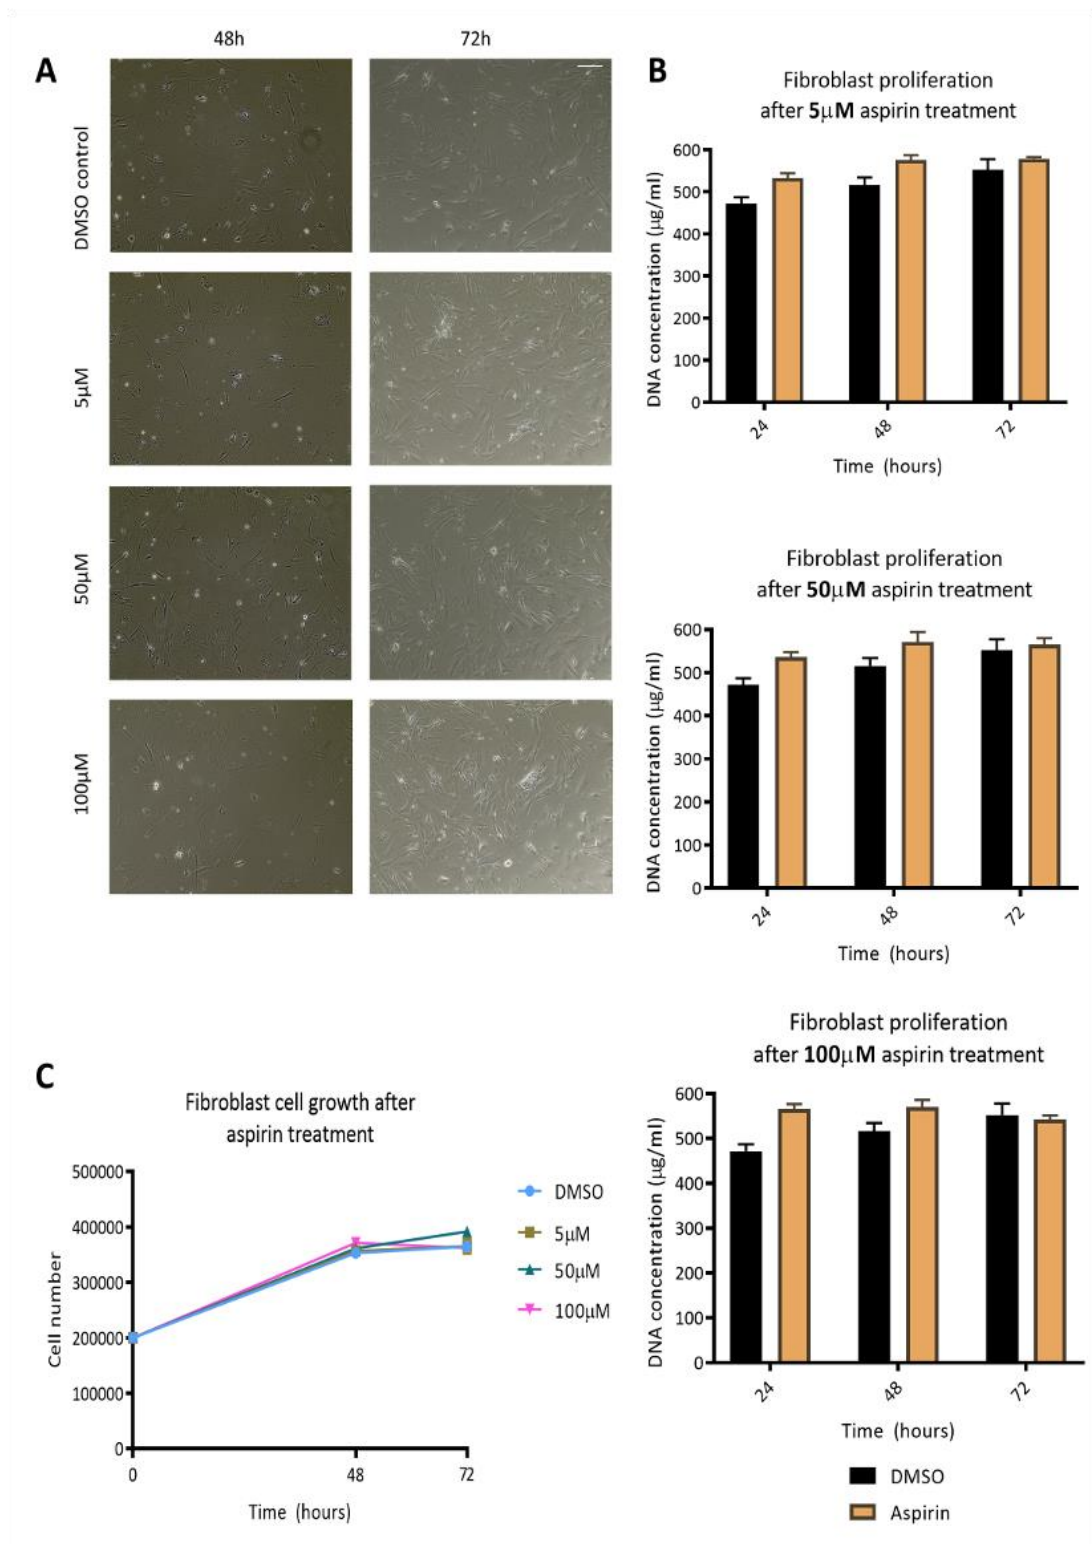 48h
72h
A
DMSO control
5µM
50µM
100µM
B
Fibroblast proliferation
after 5µM aspirin treatment
DNA concentration (µg/ml)
600
500
400
300
200
100
0
24
48
72
Time (hours)
Fibroblast proliferation
after 50µM aspirin treatment
DNA concentration (µg/ml)
600
500
400
300
200
100
0
24
48
72
Time (hours)
Fibroblast proliferation
after 100µM aspirin treatment
DNA concentration (µg/ml)
600
500
400
300
200
100
0
24
48
72
Time (hours)
DMSO
Aspirin
C
Fibroblast cell growth after
aspirin treatment
Cell number
500000
400000
300000
200000
100000
0
0
48
72
Time (hours)
DMSO
5µM
50µM
100µM